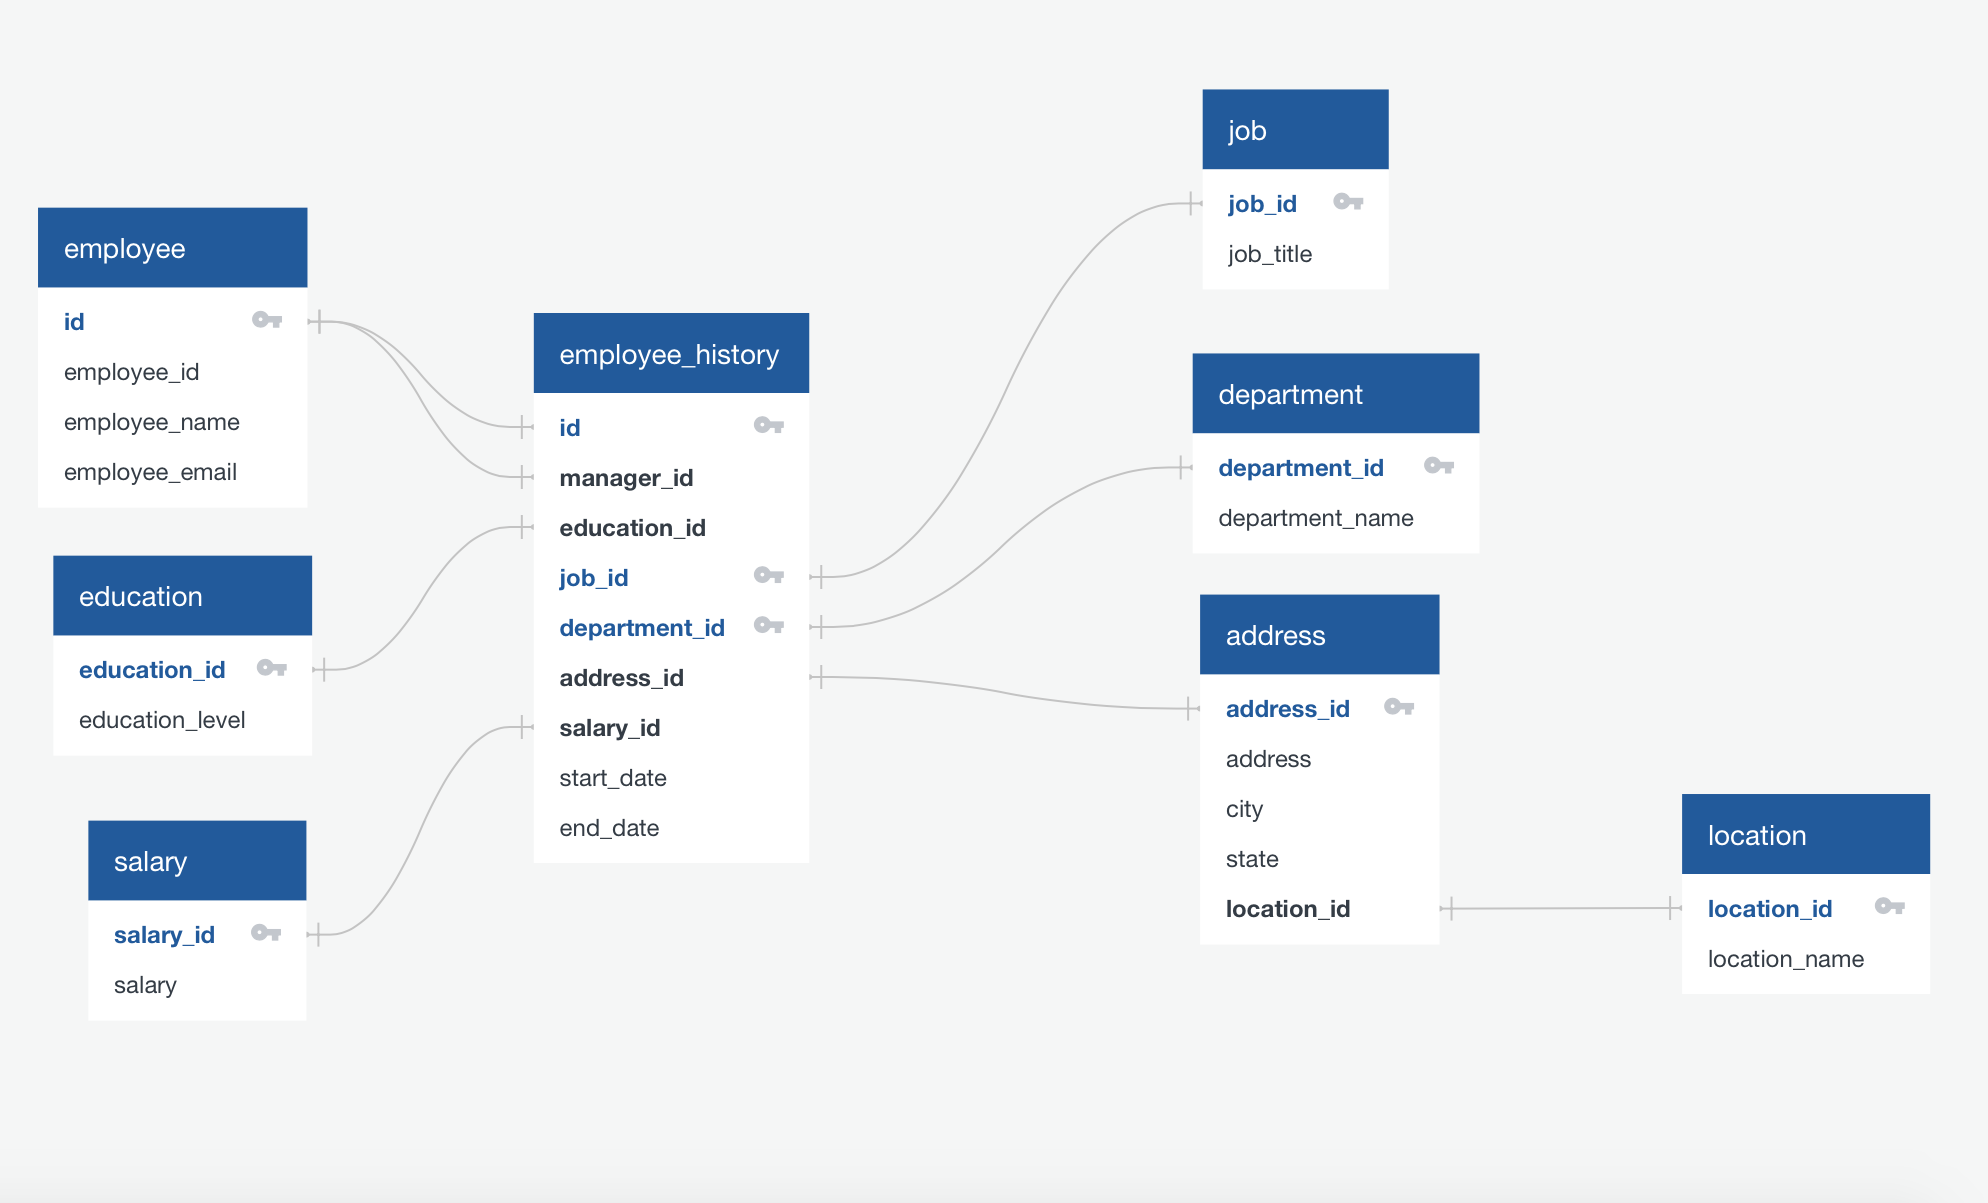 employee
id
employee_id
employee_name
employee_email
education
education_id
education_level
salary
salary_id
salary
employee_history
id
manager_id
education_id
job_id
department_id
address_id
salary_id
start_date
end_date
job
job_id
job_title
department
department_id
department_name
address
address_id
address
city
state
location_id
location
location_id
location_name